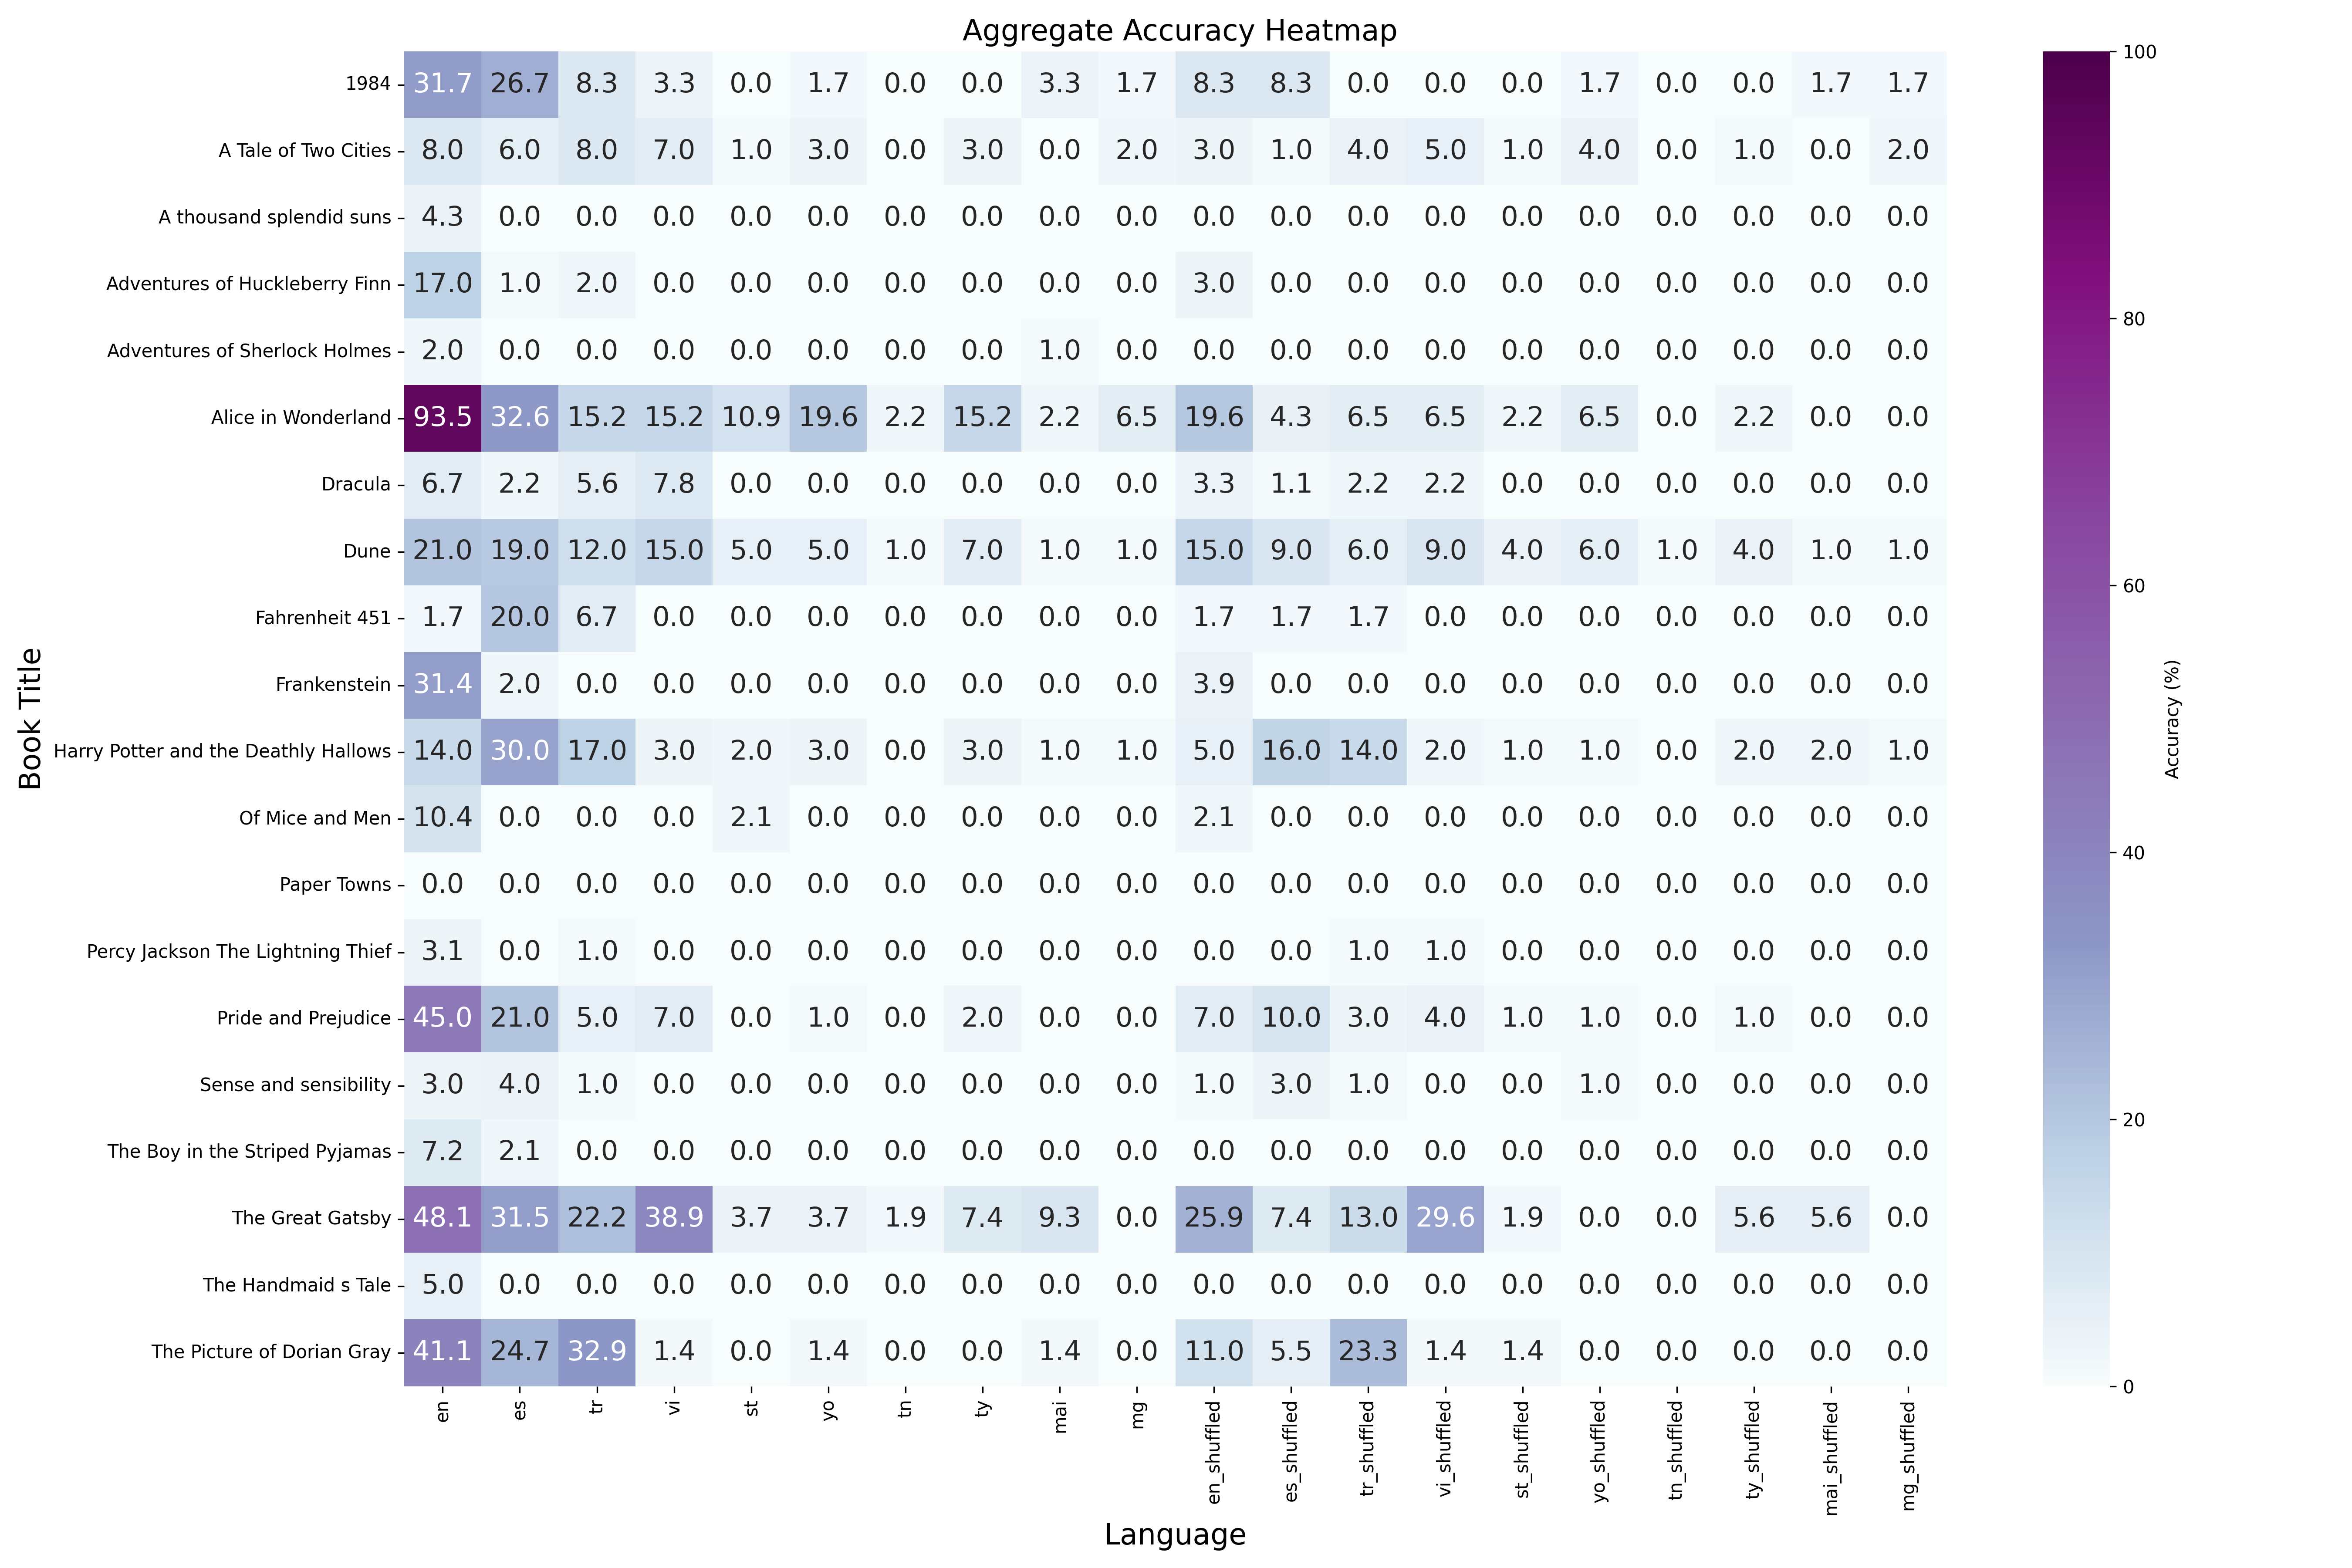 Aggregate Accuracy Heatmap
1984 31.7 26.7 8.3 3.3 0.0 1.7 0.0 0.0 3.3 1.7 8.3 8.3 0.0 0.0 0.0 1.7 0.0 0.0 1.7 1.7
A Tale of Two Cities 8.0 6.0 8.0 7.0 1.0 3.0 0.0 3.0 0.0 2.0 3.0 1.0 4.0 5.0 1.0 4.0 0.0 1.0 0.0 2.0
A thousand splendid suns 4.3 0.0 0.0 0.0 0.0 0.0 0.0 0.0 0.0 0.0 0.0 0.0 0.0 0.0 0.0 0.0 0.0 0.0 0.0 0.0
Adventures of Huckleberry Finn 17.0 1.0 2.0 0.0 0.0 0.0 0.0 0.0 0.0 0.0 3.0 0.0 0.0 0.0 0.0 0.0 0.0 0.0 0.0 0.0
Adventures of Sherlock Holmes 2.0 0.0 0.0 0.0 0.0 0.0 0.0 0.0 1.0 0.0 0.0 0.0 0.0 0.0 0.0 0.0 0.0 0.0 0.0 0.0
Alice in Wonderland 93.5 32.6 15.2 15.2 10.9 19.6 2.2 15.2 2.2 6.5 19.6 4.3 6.5 6.5 2.2 6.5 0.0 2.2 0.0 0.0
Dracula 6.7 2.2 5.6 7.8 0.0 0.0 0.0 0.0 0.0 0.0 3.3 1.1 2.2 2.2 0.0 0.0 0.0 0.0 0.0 0.0
Dune 21.0 19.0 12.0 15.0 5.0 5.0 1.0 7.0 1.0 1.0 15.0 9.0 6.0 9.0 4.0 6.0 1.0 4.0 1.0 1.0
Fahrenheit 451 1.7 20.0 6.7 0.0 0.0 0.0 0.0 0.0 0.0 0.0 1.7 1.7 1.7 0.0 0.0 0.0 0.0 0.0 0.0 0.0
Frankenstein 31.4 2.0 0.0 0.0 0.0 0.0 0.0 0.0 0.0 0.0 3.9 0.0 0.0 0.0 0.0 0.0 0.0 0.0 0.0 0.0
Harry Potter and the Deathly Hallows 14.0 30.0 17.0 3.0 2.0 3.0 0.0 3.0 1.0 1.0 5.0 16.0 14.0 2.0 1.0 1.0 0.0 2.0 2.0 1.0
Of Mice and Men 10.4 0.0 0.0 0.0 2.1 0.0 0.0 0.0 0.0 0.0 2.1 0.0 0.0 0.0 0.0 0.0 0.0 0.0 0.0 0.0
Paper Towns 0.0 0.0 0.0 0.0 0.0 0.0 0.0 0.0 0.0 0.0 0.0 0.0 0.0 0.0 0.0 0.0 0.0 0.0 0.0 0.0
Percy Jackson The Lightning Thief 3.1 0.0 1.0 0.0 0.0 0.0 0.0 0.0 0.0 0.0 0.0 0.0 1.0 1.0 0.0 0.0 0.0 0.0 0.0 0.0
Pride and Prejudice 45.0 21.0 5.0 7.0 0.0 1.0 0.0 2.0 0.0 0.0 7.0 10.0 3.0 4.0 1.0 1.0 0.0 1.0 0.0 0.0
Sense and sensibility 3.0 4.0 1.0 0.0 0.0 0.0 0.0 0.0 0.0 0.0 1.0 3.0 1.0 0.0 0.0 1.0 0.0 0.0 0.0 0.0
The Boy in the Striped Pyjamas 7.2 2.1 0.0 0.0 0.0 0.0 0.0 0.0 0.0 0.0 0.0 0.0 0.0 0.0 0.0 0.0 0.0 0.0 0.0 0.0
The Great Gatsby 48.1 31.5 22.2 38.9 3.7 3.7 1.9 7.4 9.3 0.0 25.9 7.4 13.0 29.6 1.9 0.0 0.0 5.6 5.6 0.0
The Handmaid s Tale 5.0 0.0 0.0 0.0 0.0 0.0 0.0 0.0 0.0 0.0 0.0 0.0 0.0 0.0 0.0 0.0 0.0 0.0 0.0 0.0
The Picture of Dorian Gray 41.1 24.7 32.9 1.4 0.0 1.4 0.0 0.0 1.4 0.0 11.0 5.5 23.3 1.4 1.4 0.0 0.0 0.0 0.0 0.0
en es tr vi st yo tn ty mai mg en_shuffled es_shuffled tr_shuffled vi_shuffled st_shuffled yo_shuffled tn_shuffled ty_shuffled mai_shuffled mg_shuffled
Language
Book Title
100
80
60
40
20
0
Accuracy (%)